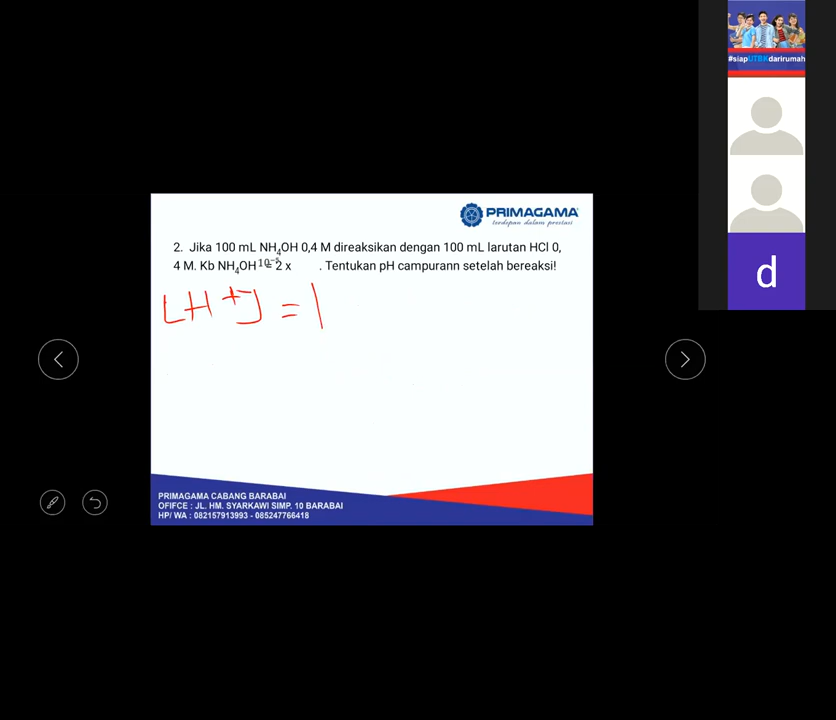 #siapUTBKdarirumah
PRIMAGAMA
terdepan dalam prestasi
2. Jika 100 mL NH₄OH 0,4 M direaksikan dengan 100 mL larutan HCl 0,
4 M. Kb NH₄OH = 2 x 10⁻⁵. Tentukan pH campurann setelah bereaksi!
[H+] = 1
d
PRIMAGAMA CABANG BARABAI
OFIFCE : JL. HM. SYARKAWI SIMP. 10 BARABAI
HP/ WA : 082157913993 - 085247766418